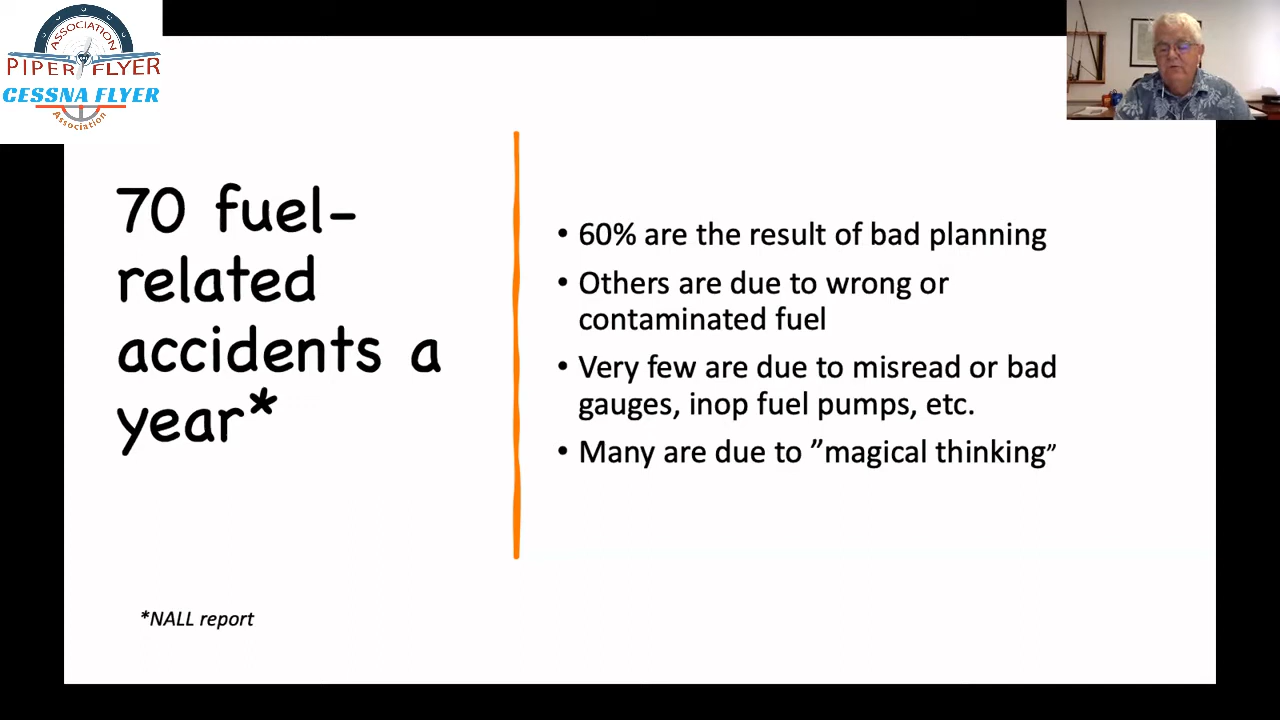 ASSOCIATION
PIPER FLYER
CESSNA FLYER
Association
70 fuel-
related
accidents a
year*
• 60% are the result of bad planning
• Others are due to wrong or
contaminated fuel
• Very few are due to misread or bad
gauges, inop fuel pumps, etc.
• Many are due to ”magical thinking”
*NALL report